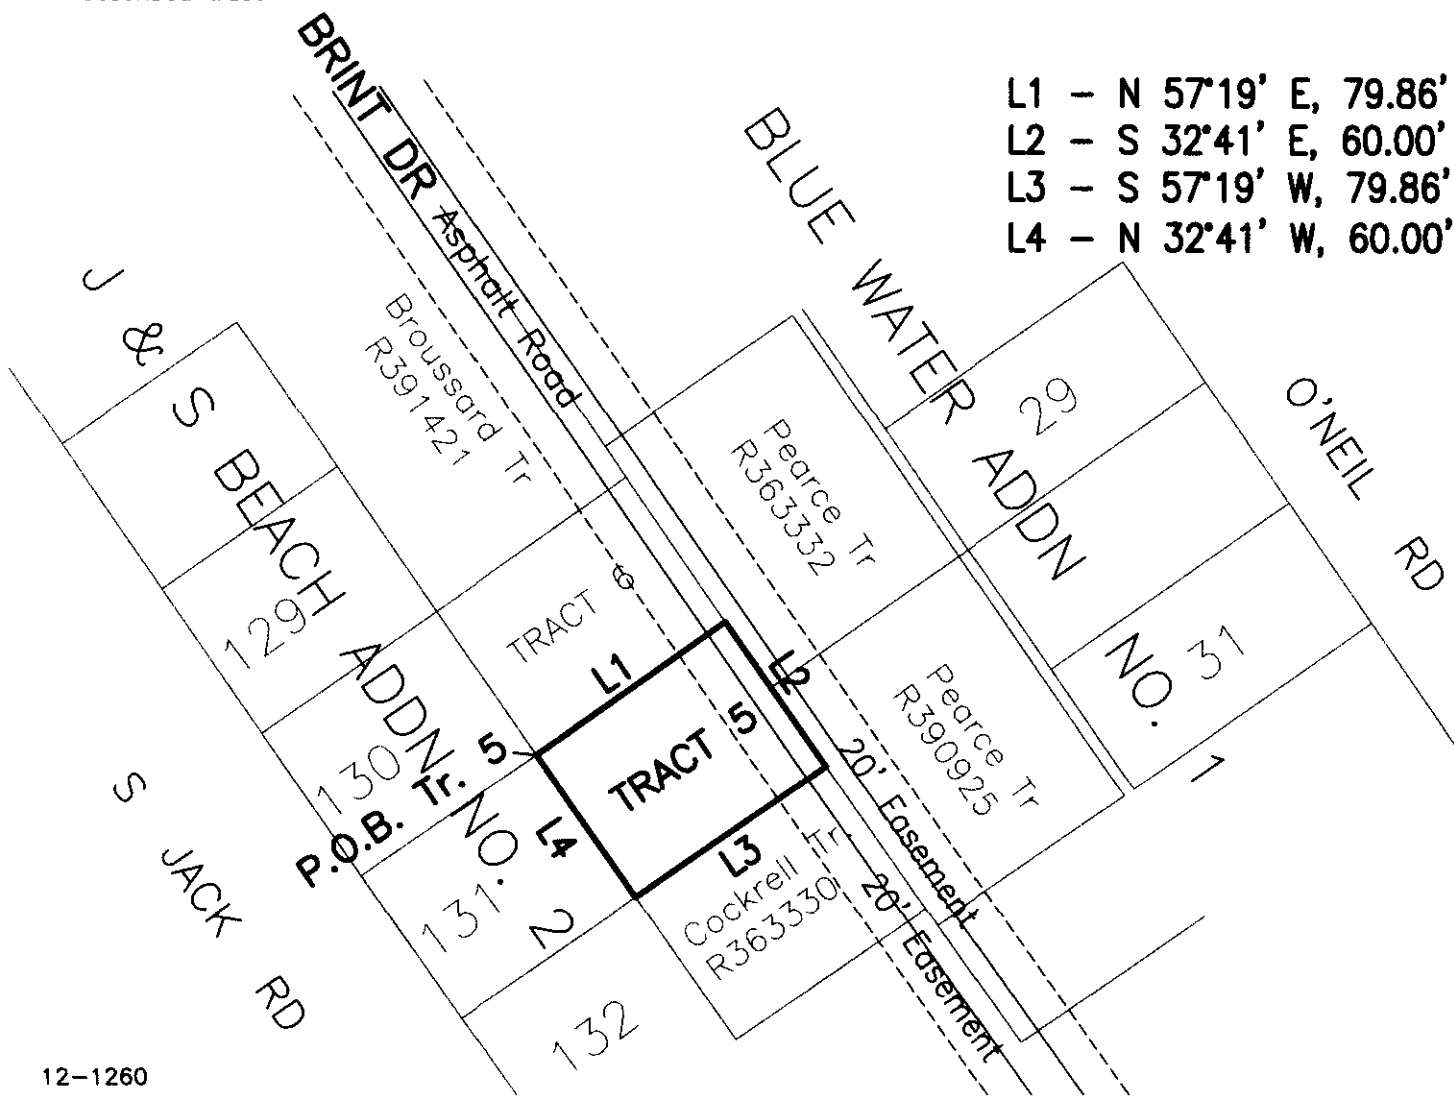 L1 - N 57°19' E, 79.86'
L2 - S 32°41' E, 60.00'
L3 - S 57°19' W, 79.86'
L4 - N 32°41' W, 60.00'
BRINT DR Asphalt Road
BLUE WATER ADDN NO. 1
O'NEIL RD
J & S BEACH ADDN NO. 2
Broussard Tr
R391421
Pearce Tr
R363332
29
31
129
TRACT 6
L1
L2
Pearce Tr
R390925
130
P.O.B. Tr. 5
TRACT 5
L4
L3
20' Easement
20' Easement
131
Cockrell Tr.
R363330
132
S JACK RD
12-1260